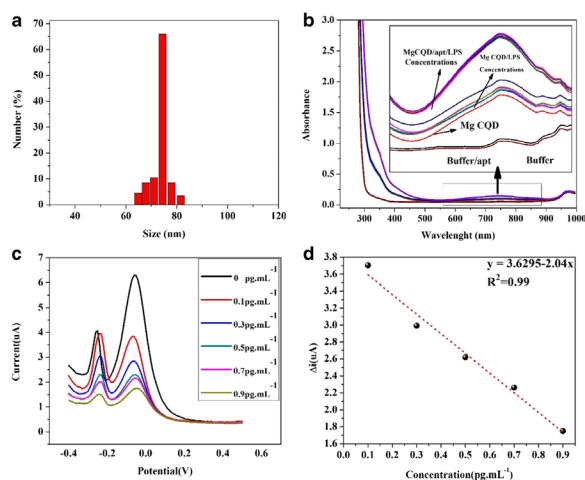 a
70
60
50
40
30
20
10
0
Number (%)
40
60
80
100
120
Size (nm)
b
3.0
2.5
2.0
1.5
1.0
0.5
0.0
Absorbance
MgCQD/apt/LPS
Concentrations
Mg CQD/LPS
Concentrations
Mg CQD
Buffer/apt
Buffer
300
400
500
600
700
800
900
1000
Wavelenght (nm)
c
7
6
5
4
3
2
1
0
Current(uA)
0 pg.mL-1
0.1pg.mL-1
0.3pg.mL-1
0.5pg.mL-1
0.7pg.mL-1
0.9pg.mL
-0.4
-0.2
0.0
0.2
0.4
0.6
Potential(V)
d
y = 3.6295-2.04x
R2=0.99
3.8
3.6
3.4
3.2
3.0
2.8
2.6
2.4
2.2
2.0
1.8
1.6
Δi(uA)
0.0
0.1
0.2
0.3
0.4
0.5
0.6
0.7
0.8
0.9
1.0
Concentration(pg.mL-1)